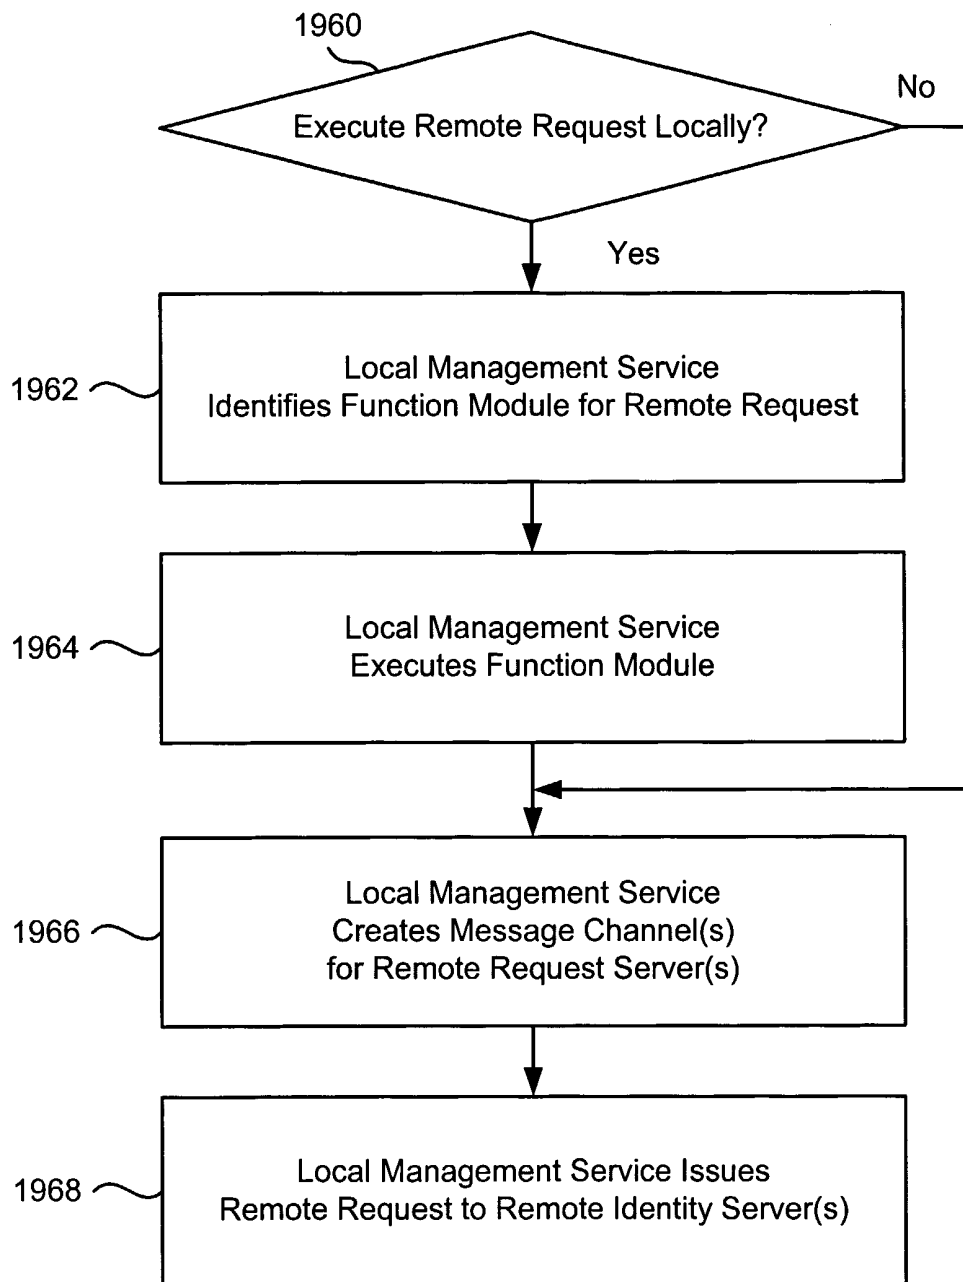 1960
No
Execute Remote Request Locally?
Yes
1962
Local Management Service
Identifies Function Module for Remote Request
1964
Local Management Service
Executes Function Module
1966
Local Management Service
Creates Message Channel(s)
for Remote Request Server(s)
1968
Local Management Service Issues
Remote Request to Remote Identity Server(s)